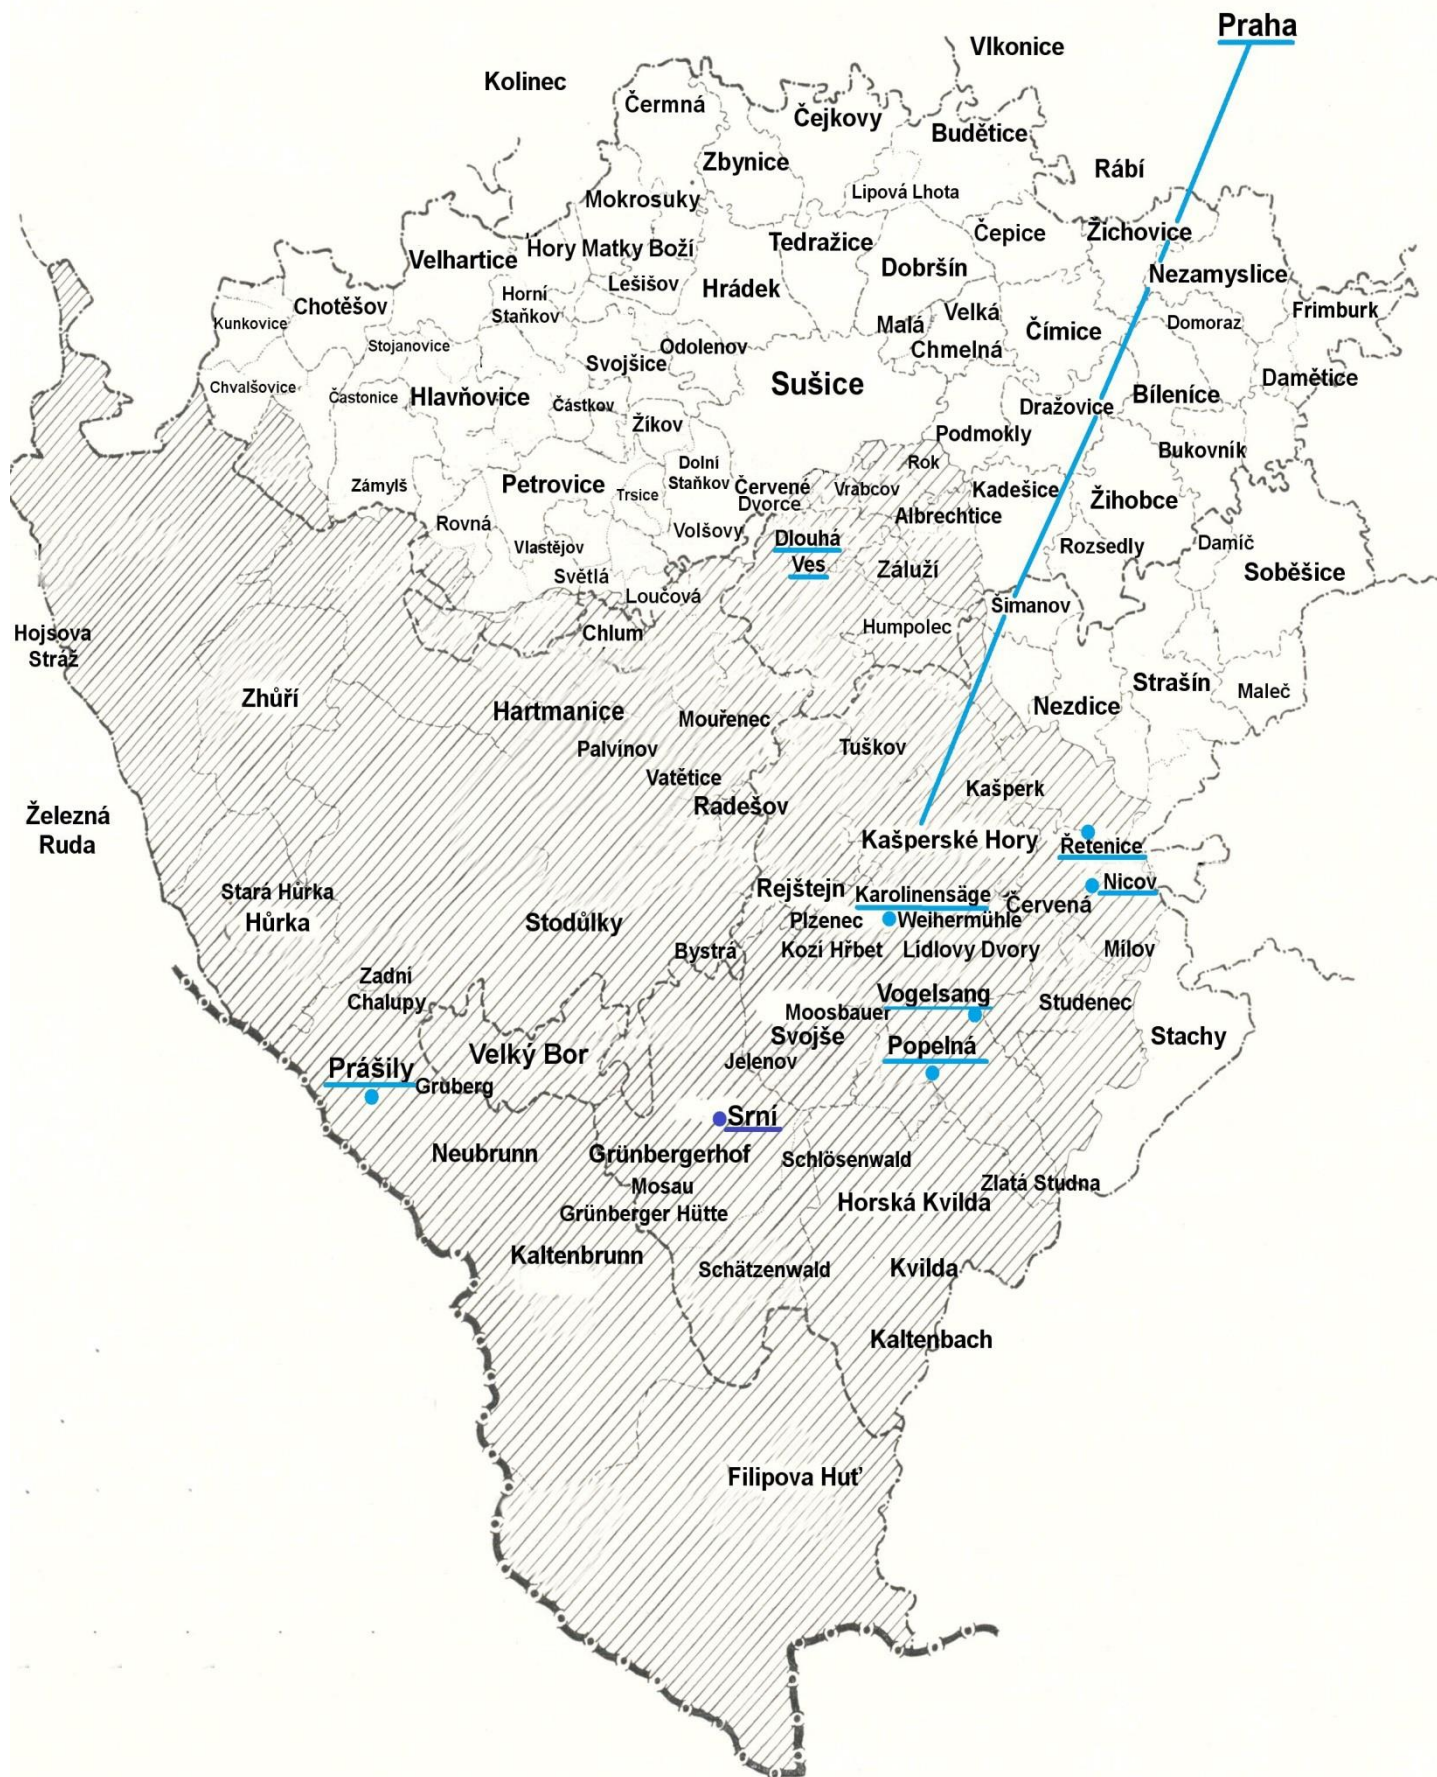 Praha
Vlkonice
Kolinec
Čermná
Čejkovy
Budětice
Zbynice
Rábí
Lipová Lhota
Mokrosuky
Žichovice
Čepice
Tedražice
Hory Matky Boží
Velhartice
Dobršín
Nezamyslice
Lešišov
Hrádek
Horní
Staňkov
Chotěšov
Frimburk
Velká
Malá
Chmelná
Domoraz
Kunkovice
Čímice
Stojanovice
Odolenov
Svojšice
Damětice
Sušice
Chvalšovice
Častonice
Hlavňovice
Částkov
Bíleníce
Dražovice
Žíkov
Podmokly
Bukovník
Rok
Dolní
Staňkov
Zámylš
Petrovice
Trsice
Červené
Dvorce
Vrabcov
Kadešice
Žihobce
Albrechtice
Rovná
Volšovy
Dlouhá
Ves
Vlastějov
Rozsedly
Damíč
Světlá
Záluží
Soběšice
Loučová
Šimanov
Chlum
Humpolec
Hojsova
Stráž
Zhůří
Strašín
Maleč
Nezdice
Hartmanice
Mouřenec
Palvínov
Tuškov
Vatětice
Kašperk
Radešov
Železná
Ruda
Kašperské Hory
Řetenice
Nicov
Stará Hůrka
Hůrka
Rejštejn
Karolinensäge
Červená
Stodůlky
Plzenec
Weihermühle
Bystrá
Kozí Hřbet
Lídlovy Dvory
Mílov
Zadní
Chalupy
Vogelsang
Studenec
Moosbauer
Svojše
Stachy
Popelná
Velký Bor
Jelenov
Prášily
Gruberg
Srní
Neubrunn
Grünbergerhof
Schlösenwald
Mosau
Zlatá Studna
Grünberger Hütte
Horská Kvilda
Kaltenbrunn
Schätzenwald
Kvilda
Kaltenbach
Filipova Huť